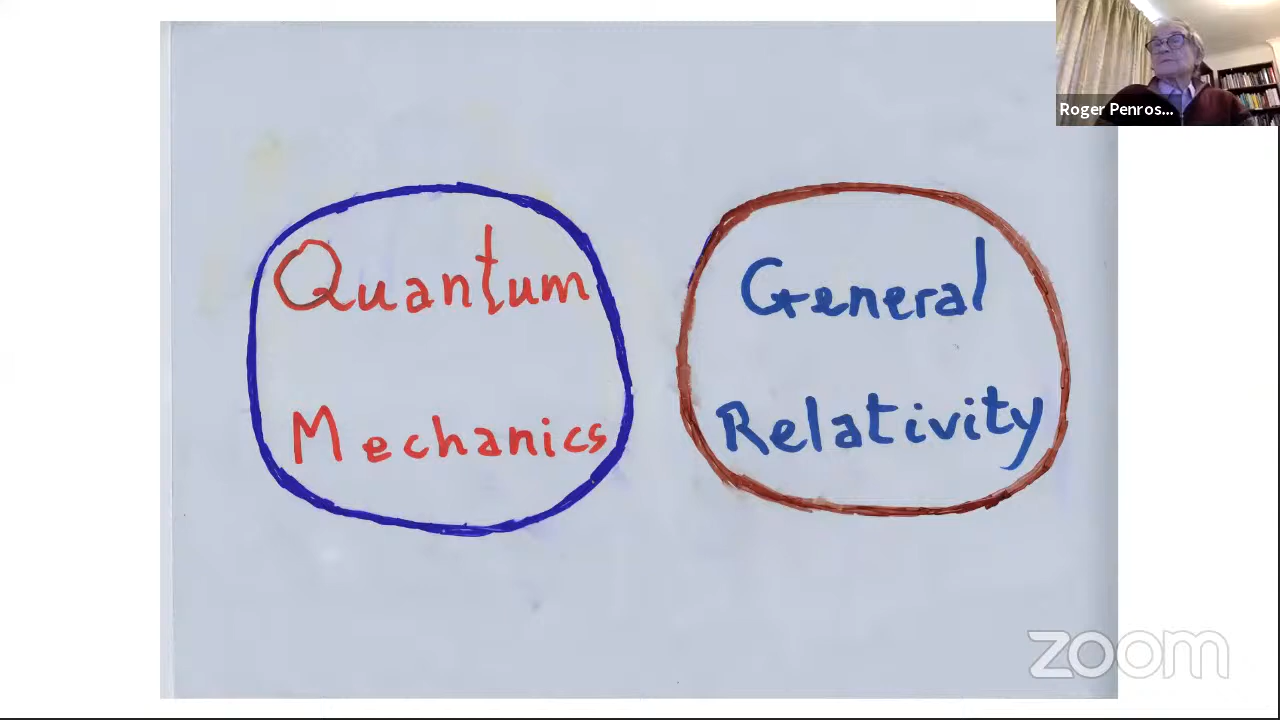 Roger Penros...
Quantum
Mechanics
General
Relativity
zoom